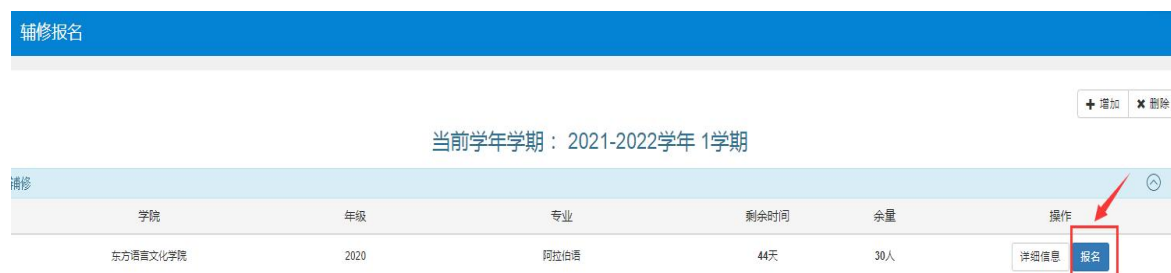 辅修报名
+ 增加 ✖ 删除
当前学年学期： 2021-2022学年 1学期
辅修
学院 年级 专业 剩余时间 余量 操作
东方语言文化学院 2020 阿拉伯语 44天 30人 详细信息 报名